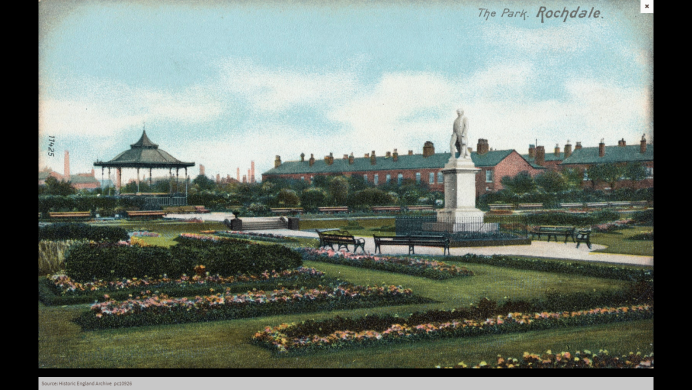 The Park. Rochdale.
11425
Source: Historic England Archive pc10926